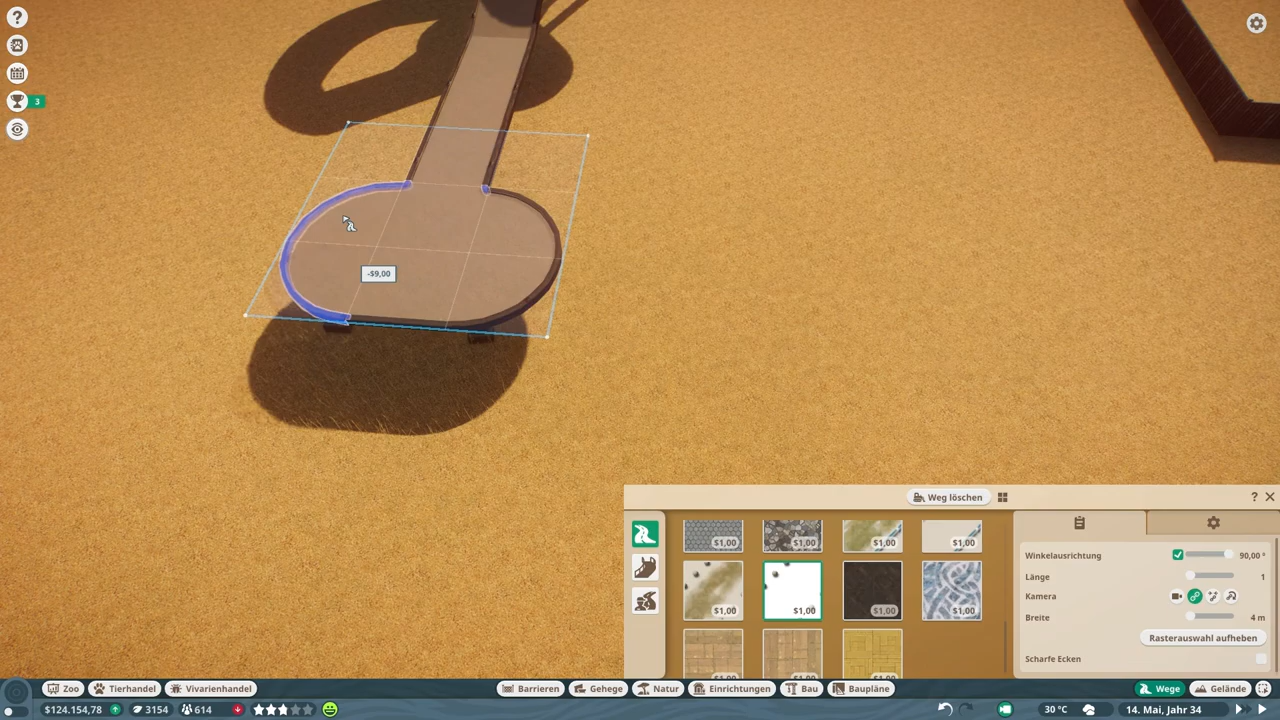 ?
3
-$9,00
Weg löschen
?
$1,00 $1,00 $1,00 $1,00
$1,00 $1,00 $1,00 $1,00
Winkelausrichtung 90,00 °
Länge 1
Kamera
Breite 4 m
Rasterauswahl aufheben
Scharfe Ecken
Zoo Tierhandel Vivarienhandel Barrieren Gehege Natur Einrichtungen Bau Baupläne Wege Gelände
$124.154,78 3154 614 30 °C 14. Mai, Jahr 34